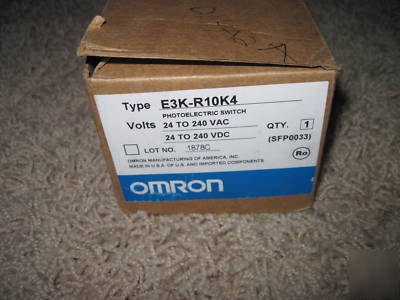 Type E3K-R10K4
PHOTOELECTRIC SWITCH
Volts 24 TO 240 VAC QTY. 1
24 TO 240 VDC (SFP0033)
LOT NO. 1878C Ro
OMRON MANUFACTURING OF AMERICA, INC.
MADE IN U.S.A. OF U.S. AND IMPORTED COMPONENTS.
OMRON